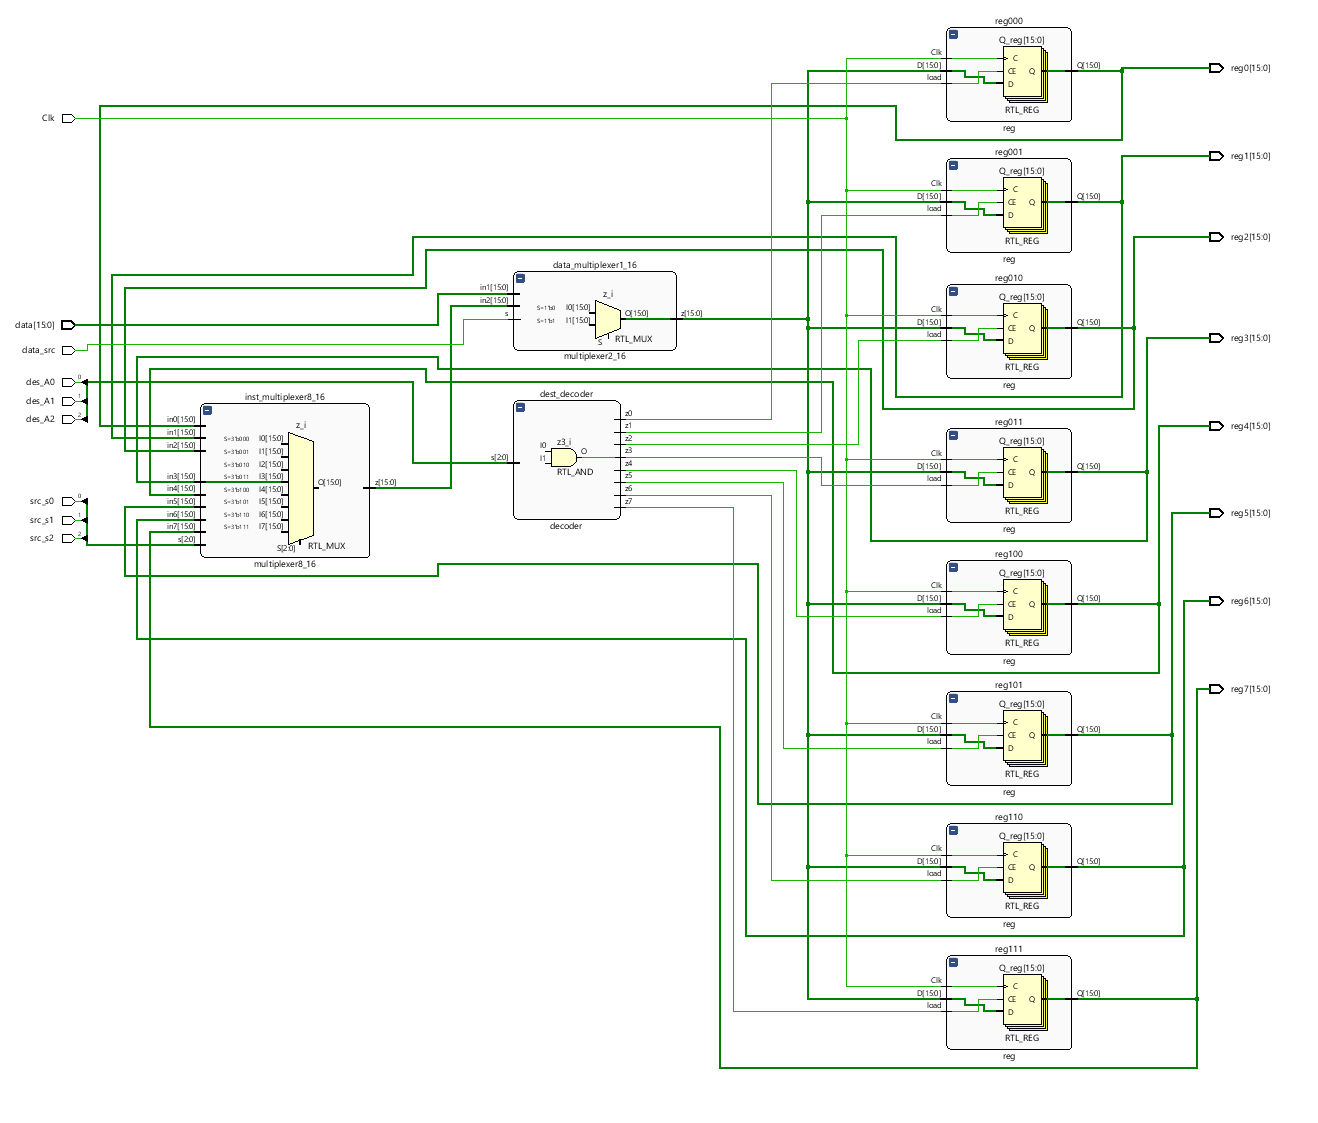 reg000
Q_reg[15:0]
Clk
D[15:0]
load
C
CE
D
Q
Q[15:0]
RTL_REG
reg
reg0[15:0]
Clk
reg001
Q_reg[15:0]
Clk
D[15:0]
load
C
CE
D
Q
Q[15:0]
RTL_REG
reg
reg1[15:0]
reg2[15:0]
data_multiplexer1_16
in1[15:0]
in2[15:0]
s
S=1'b0
S=1'b1
z_i
I0[15:0]
I1[15:0]
O[15:0]
S
RTL_MUX
z[15:0]
multiplexer2_16
reg010
Q_reg[15:0]
Clk
D[15:0]
load
C
CE
D
Q
Q[15:0]
RTL_REG
reg
reg3[15:0]
data[15:0]
data_src
des_A0
0
des_A1
1
des_A2
2
inst_multiplexer8_16
in0[15:0]
in1[15:0]
in2[15:0]
in3[15:0]
in4[15:0]
in5[15:0]
in6[15:0]
in7[15:0]
s[2:0]
S=3'b000
S=3'b001
S=3'b010
S=3'b011
S=3'b100
S=3'b101
S=3'b110
S=3'b111
z_i
I0[15:0]
I1[15:0]
I2[15:0]
I3[15:0]
I4[15:0]
I5[15:0]
I6[15:0]
I7[15:0]
S[2:0]
O[15:0]
RTL_MUX
z[15:0]
multiplexer8_16
src_s0
0
src_s1
1
src_s2
2
dest_decoder
s[2:0]
z3_i
I0
I1
O
RTL_AND
z0
z1
z2
z3
z4
z5
z6
z7
decoder
reg011
Q_reg[15:0]
Clk
D[15:0]
load
C
CE
D
Q
Q[15:0]
RTL_REG
reg
reg4[15:0]
reg5[15:0]
reg100
Q_reg[15:0]
Clk
D[15:0]
load
C
CE
D
Q
Q[15:0]
RTL_REG
reg
reg6[15:0]
reg101
Q_reg[15:0]
Clk
D[15:0]
load
C
CE
D
Q
Q[15:0]
RTL_REG
reg
reg7[15:0]
reg110
Q_reg[15:0]
Clk
D[15:0]
load
C
CE
D
Q
Q[15:0]
RTL_REG
reg
reg111
Q_reg[15:0]
Clk
D[15:0]
load
C
CE
D
Q
Q[15:0]
RTL_REG
reg